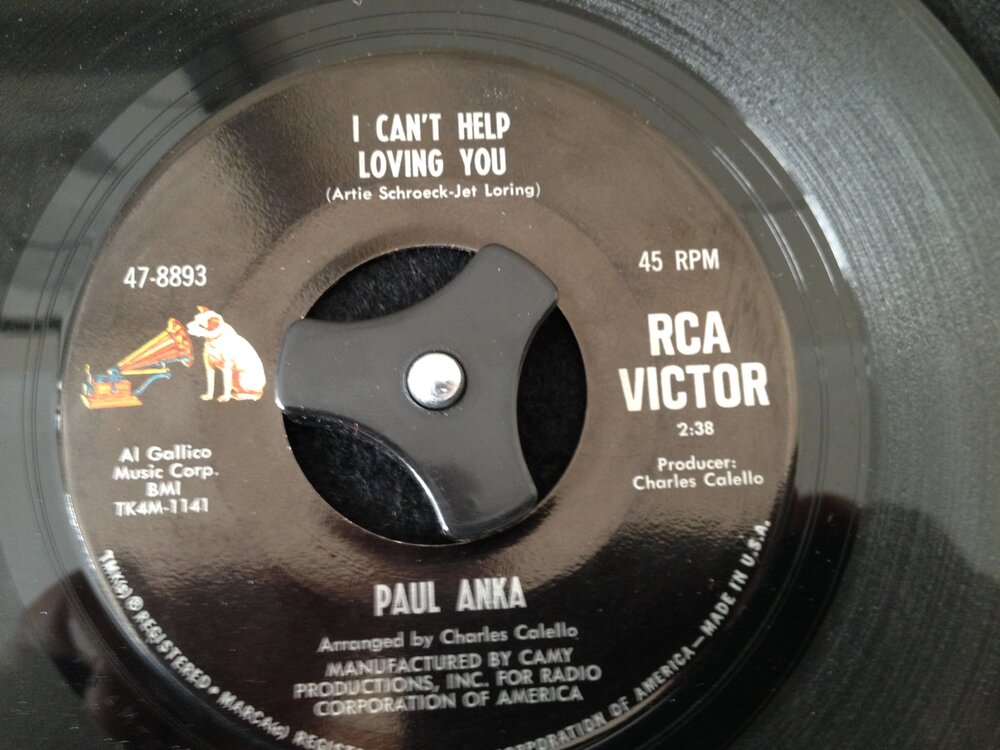 I CAN'T HELP
LOVING YOU
(Artie Schroeck-Jet Loring)
47-8893
45 RPM
RCA
VICTOR
2:38
Producer:
Charles Calello
Al Gallico
Music Corp.
BMI
TK4M-1141
PAUL ANKA
Arranged by Charles Calello
MANUFACTURED BY CAMY
PRODUCTIONS, INC. FOR RADIO
CORPORATION OF AMERICA
TMK(s) ® REGISTERED • MARCA(s) CORPORATION OF AMERICA—MADE IN U.S.A.